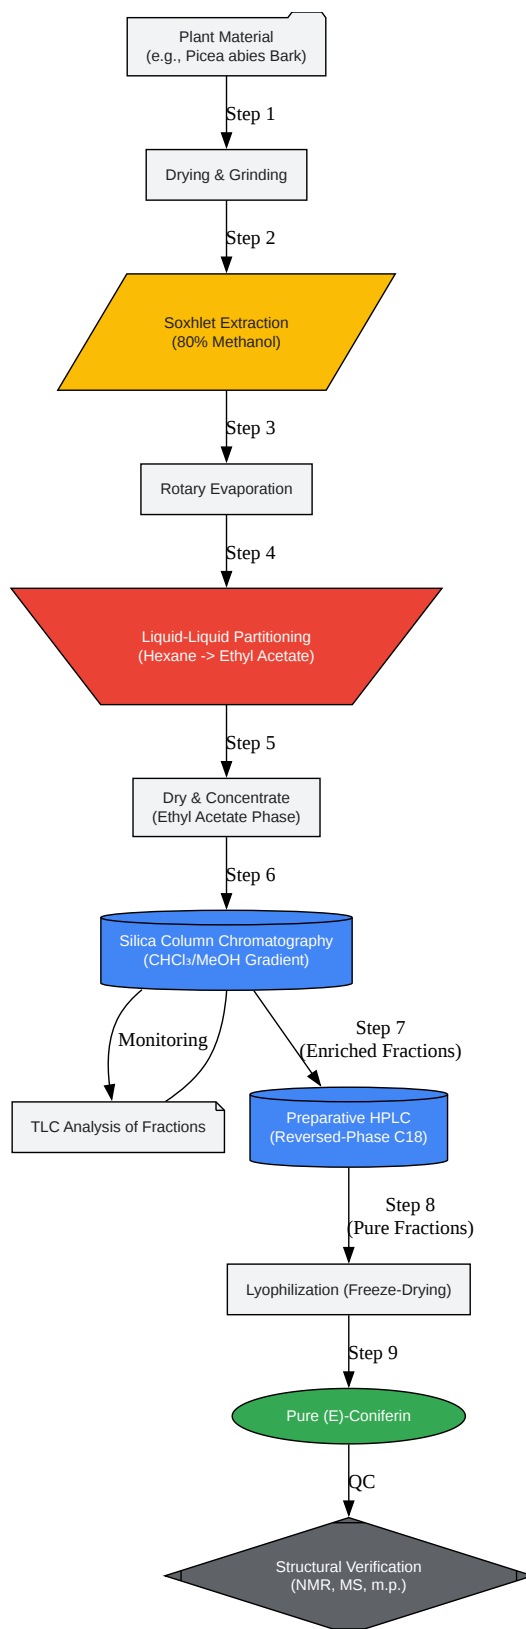 Plant Material
(e.g., Picea abies Bark)
Step 1
Drying & Grinding
Step 2
Soxhlet Extraction
(80% Methanol)
Step 3
Rotary Evaporation
Step 4
Liquid-Liquid Partitioning
(Hexane -> Ethyl Acetate)
Step 5
Dry & Concentrate
(Ethyl Acetate Phase)
Step 6
Silica Column Chromatography
(CHCl₃/MeOH Gradient)
Monitoring
Step 7
(Enriched Fractions)
TLC Analysis of Fractions
Preparative HPLC
(Reversed-Phase C18)
Step 8
(Pure Fractions)
Lyophilization (Freeze-Drying)
Step 9
Pure (E)-Coniferin
QC
Structural Verification
(NMR, MS, m.p.)